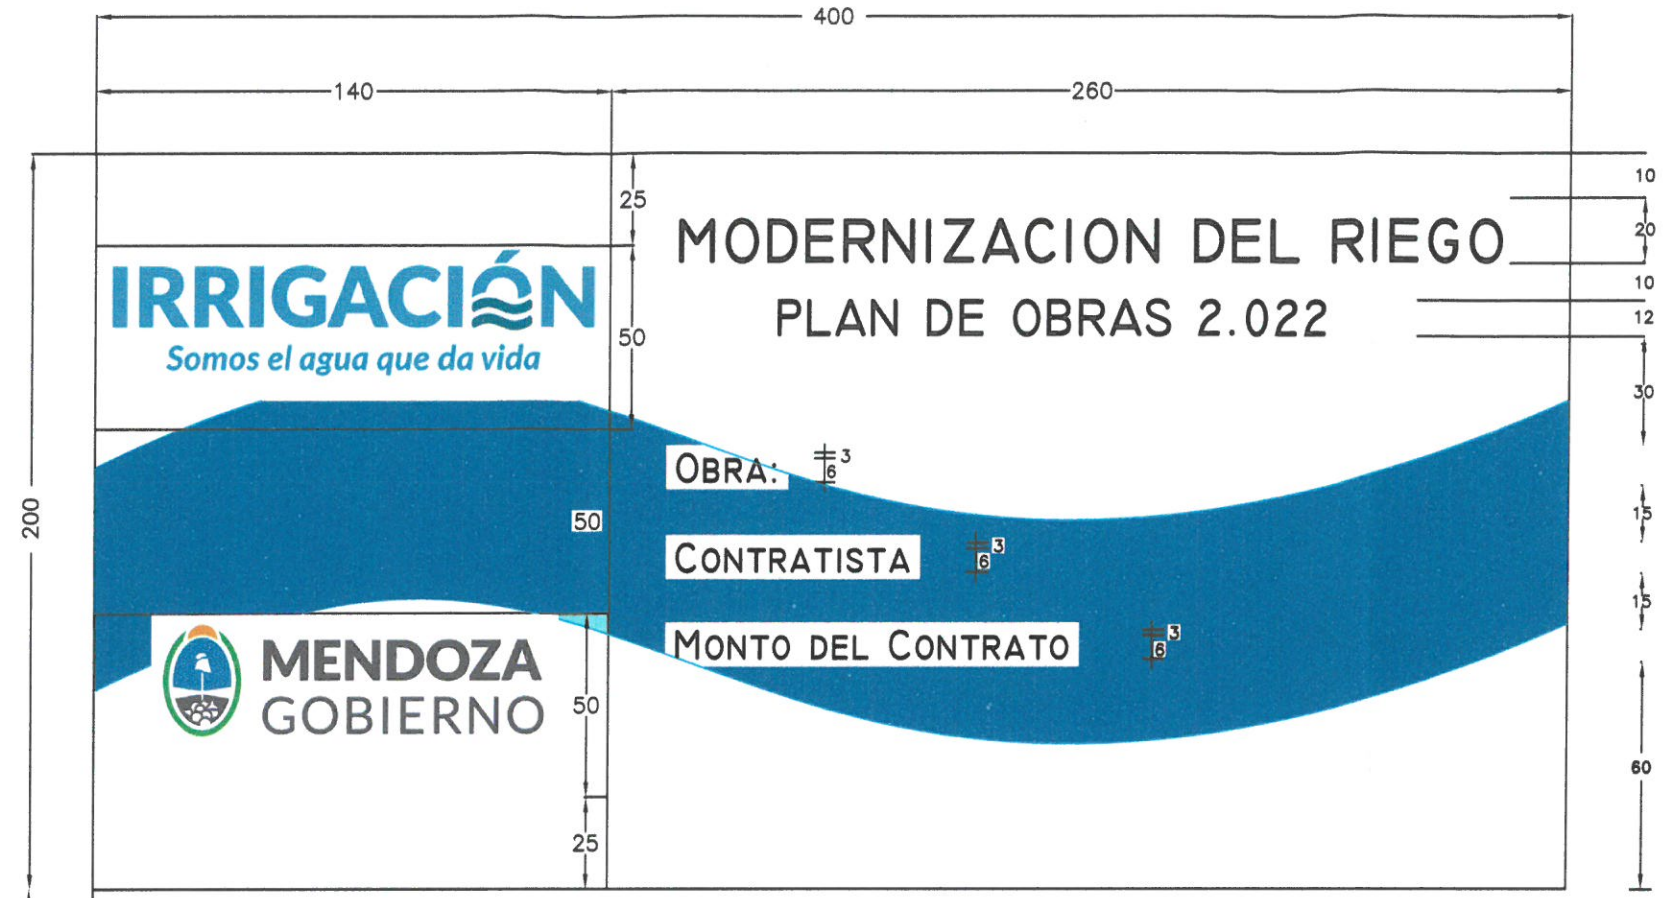 400
140
260
10
25
20
MODERNIZACION DEL RIEGO
10
IRRIGACIÓN
PLAN DE OBRAS 2.022
12
50
Somos el agua que da vida
30
OBRA:
3
6
200
50
15
CONTRATISTA
3
6
15
MONTO DEL CONTRATO
3
6
MENDOZA
GOBIERNO
50
60
25